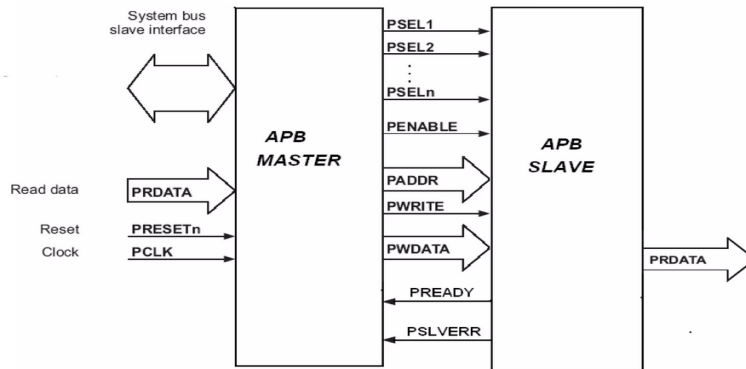 System bus
slave interface
PSEL1
PSEL2
PSELn
PENABLE
APB
MASTER
APB
SLAVE
Read data
PRDATA
PADDR
PWRITE
Reset
PRESETn
Clock
PCLK
PWDATA
PRDATA
PREADY
PSLVERR